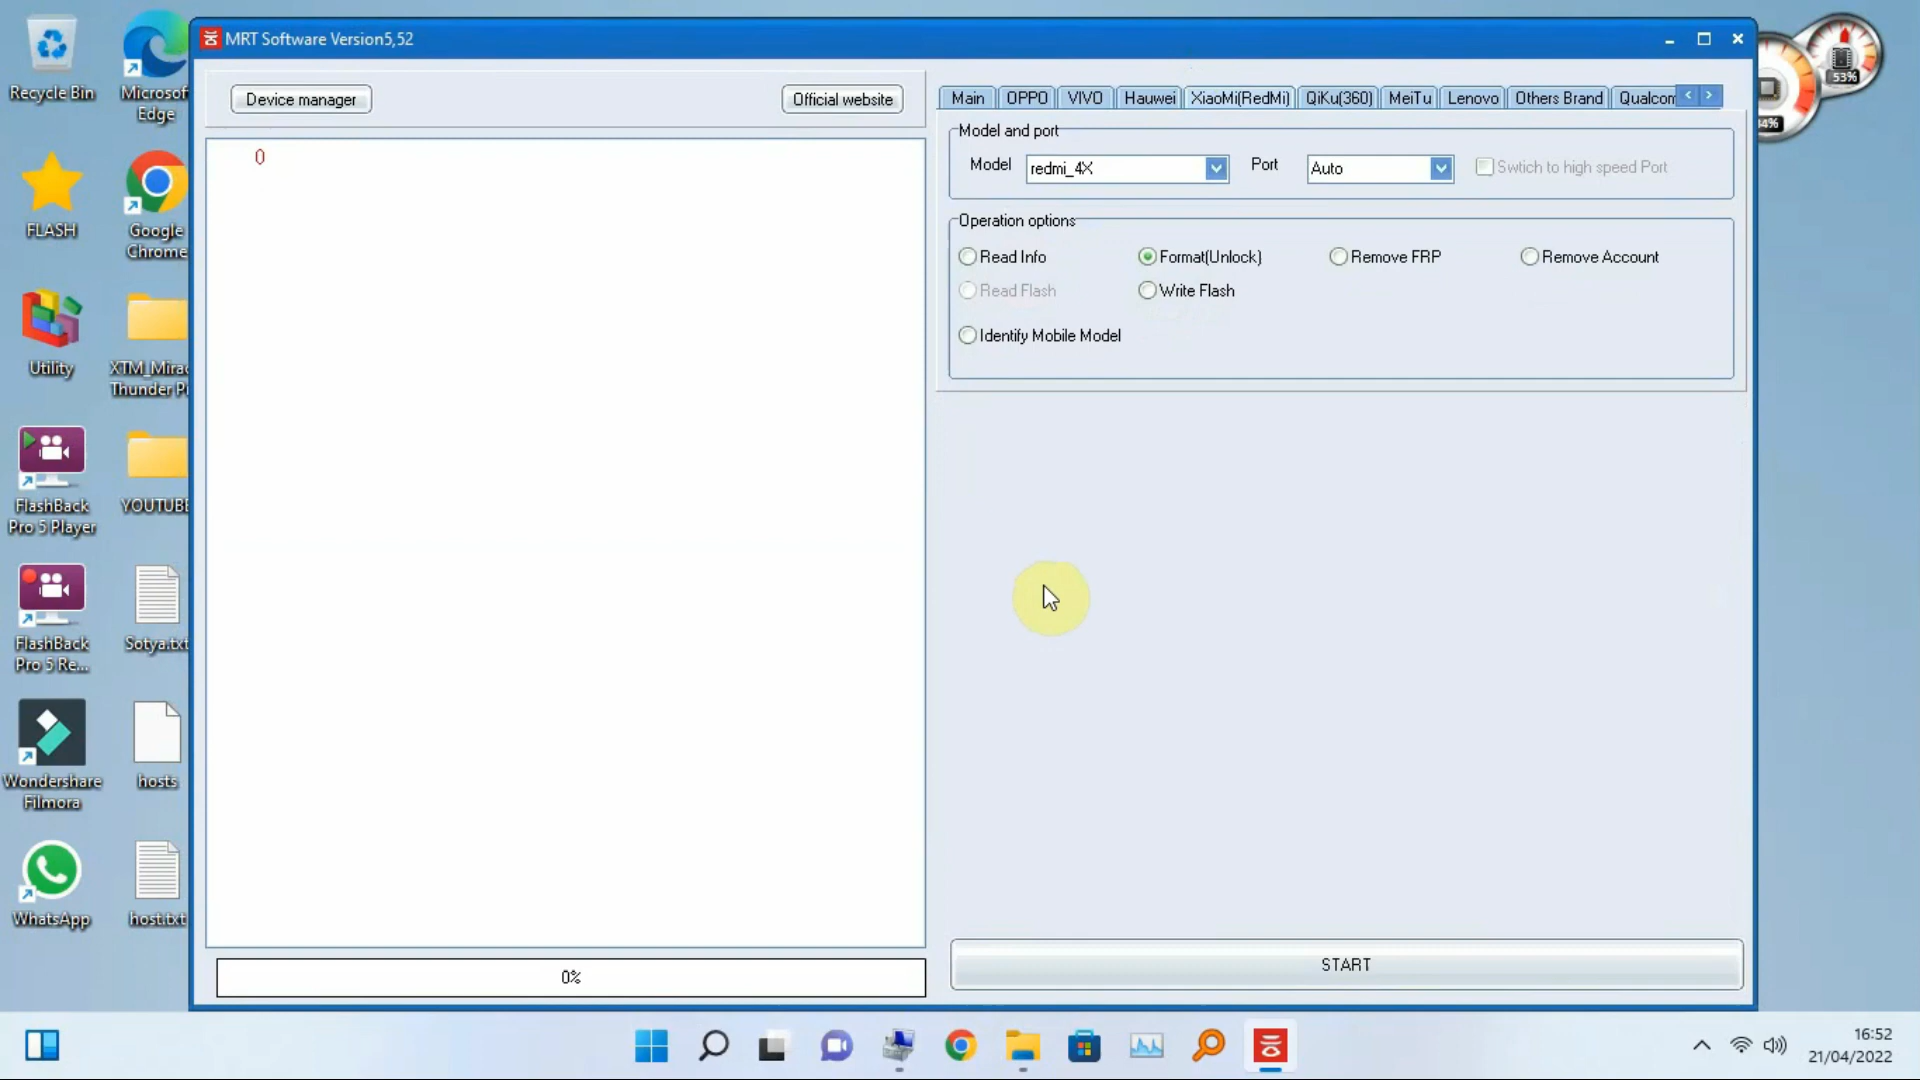 MRT Software Version5,52
Device manager
Official website
Main
OPPO
VIVO
Hauwei
XiaoMi(RedMi)
QiKu(360)
MeiTu
Lenovo
Others Brand
Qualcom
0
Model and port
Model
redmi_4X
Port
Auto
Swtich to high speed Port
Operation options
Read Info
Format(Unlock)
Remove FRP
Remove Account
Read Flash
Write Flash
Identify Mobile Model
START
0%
Recycle Bin
Microsof
Edge
FLASH
Google
Chrome
Utility
XTM_Mirac
Thunder P
FlashBack
Pro 5 Player
YOUTUBE
FlashBack
Pro 5 Re...
Sotya.txt
Wondershare
Filmora
hosts
WhatsApp
host.txt
53%
16:52
21/04/2022